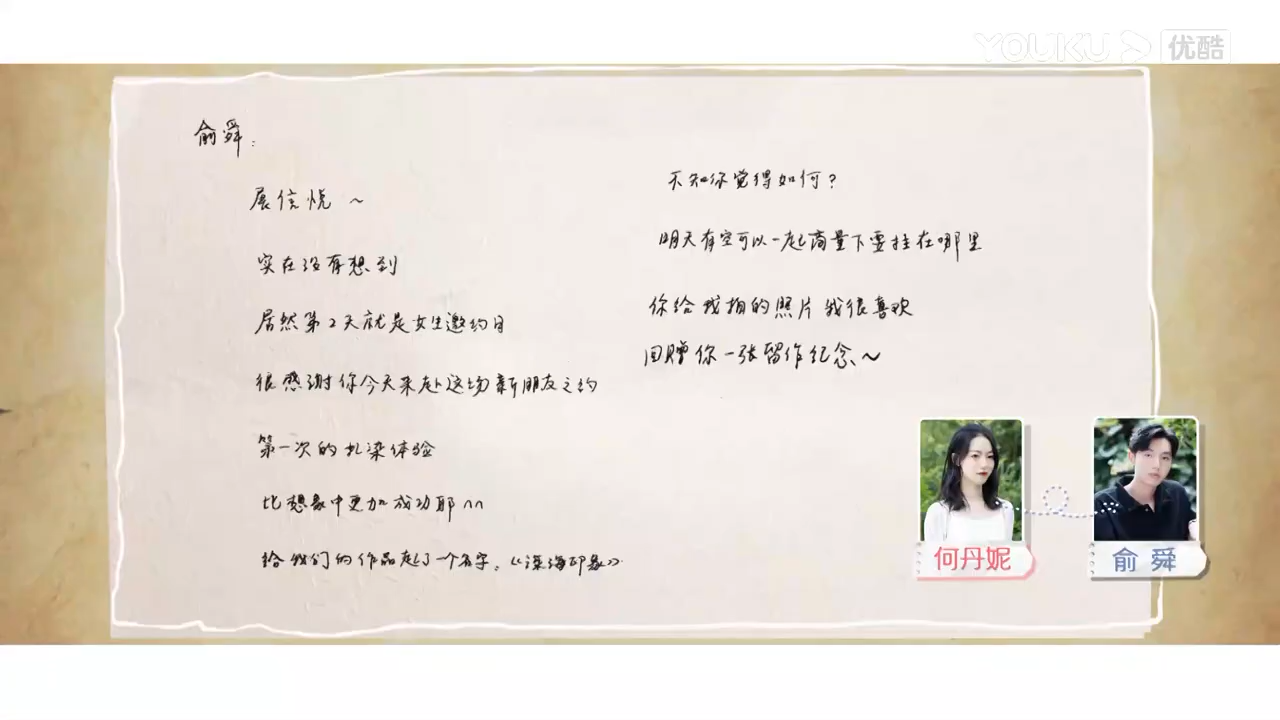 YOUKU 优酷
俞舜：
展信悦～
实在没有想到
居然第2天就是女生邀约日
很感谢你今天来赴这场新朋友之约
第一次的扎染体验
比想象中更加成功耶^^
给我们的作品起了一个名字，《深海印象》
不知你觉得如何？
明天有空可以一起商量下要挂在哪里
你给我拍的照片我很喜欢
回赠你一张留作纪念～
何丹妮
俞舜